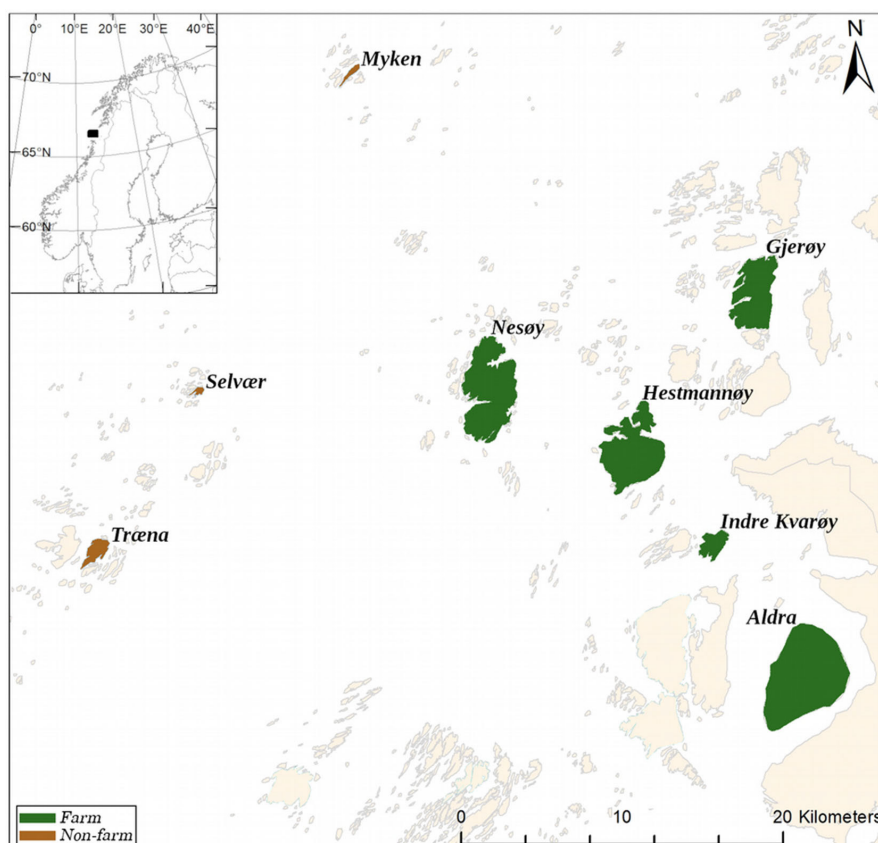 0° 10°E 20°E 30°E 40°E
70°N
65°N
60°N
N
Myken
Gjerøy
Nesøy
Selvær
Hestmannøy
Træna
Indre Kvarøy
Aldra
Farm
Non-farm
0 10 20 Kilometers